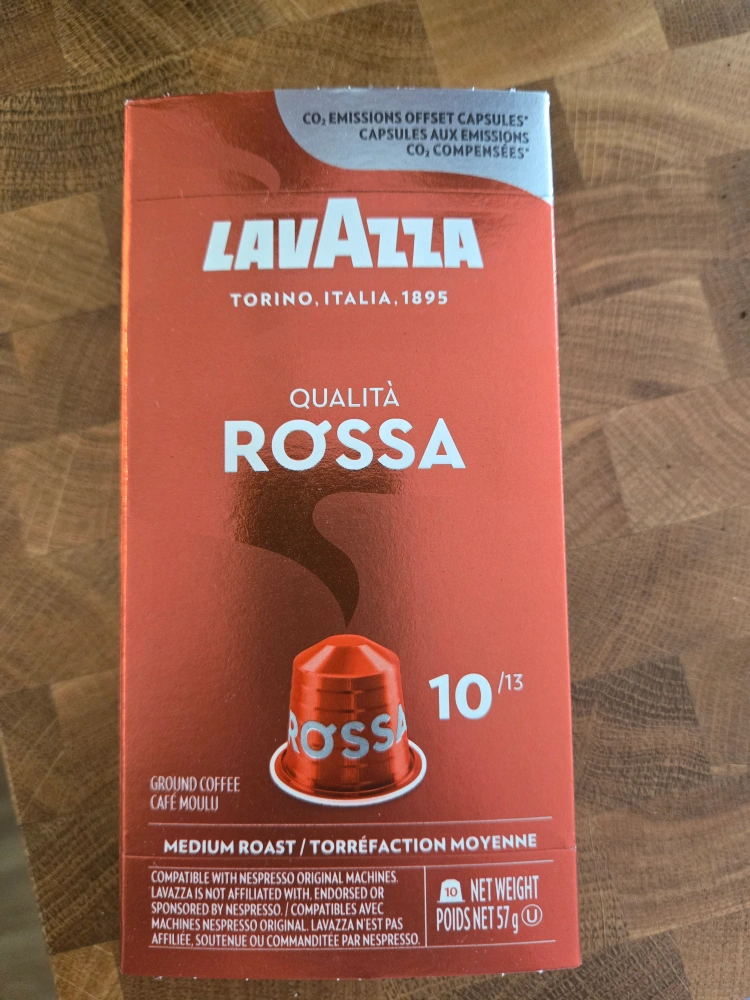 CO₂ EMISSIONS OFFSET CAPSULES*
CAPSULES AUX EMISSIONS
CO₂ COMPENSÉES*
LAVAZZA
TORINO, ITALIA, 1895
QUALITÀ
ROSSA
10/13
ROSSA
GROUND COFFEE
CAFÉ MOULU
MEDIUM ROAST / TORRÉFACTION MOYENNE
COMPATIBLE WITH NESPRESSO ORIGINAL MACHINES.
LAVAZZA IS NOT AFFILIATED WITH, ENDORSED OR
SPONSORED BY NESPRESSO. / COMPATIBLES AVEC
MACHINES NESPRESSO ORIGINAL. LAVAZZA N'EST PAS
AFFILIÉE, SOUTENUE OU COMMANDITÉE PAR NESPRESSO.
10 NET WEIGHT
POIDS NET 57 g U